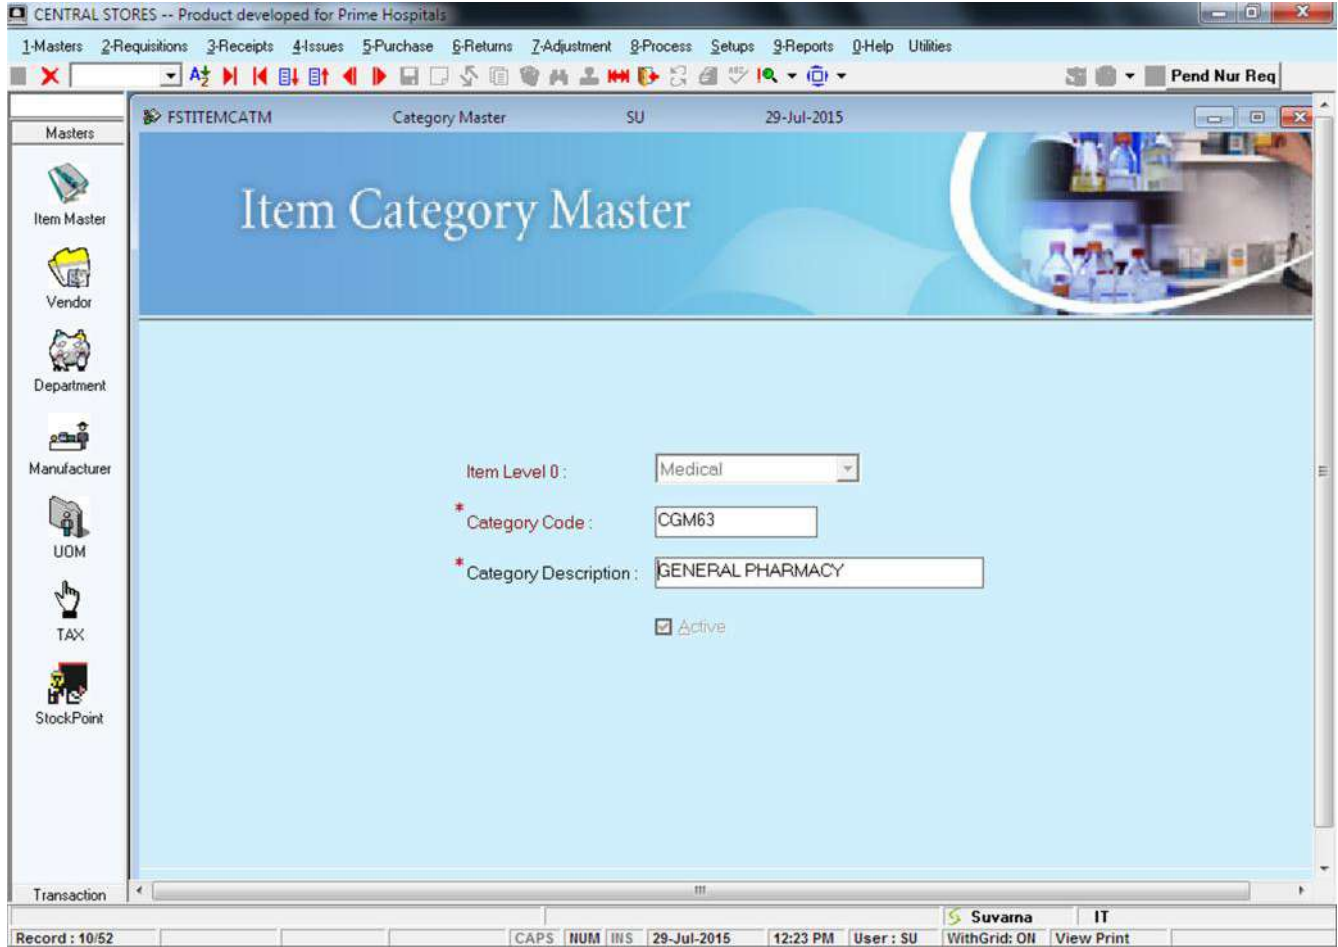 CENTRAL STORES -- Product developed for Prime Hospitals
1-Masters 2-Requisitions 3-Receipts 4-Issues 5-Purchase 6-Returns 7-Adjustment 8-Process Setups 9-Reports 0-Help Utilities
Pend Nur Req
FSTITEMCATM Category Master SU 29-Jul-2015
Masters
Item Category Master
Item Master
Vendor
Department
Manufacturer
UOM
TAX
StockPoint
Item Level 0 : Medical
* Category Code : CGM63
* Category Description : GENERAL PHARMACY
Active
Transaction
Suvarna IT
Record : 10/52 CAPS NUM INS 29-Jul-2015 12:23 PM User : SU WithGrid: ON View Print